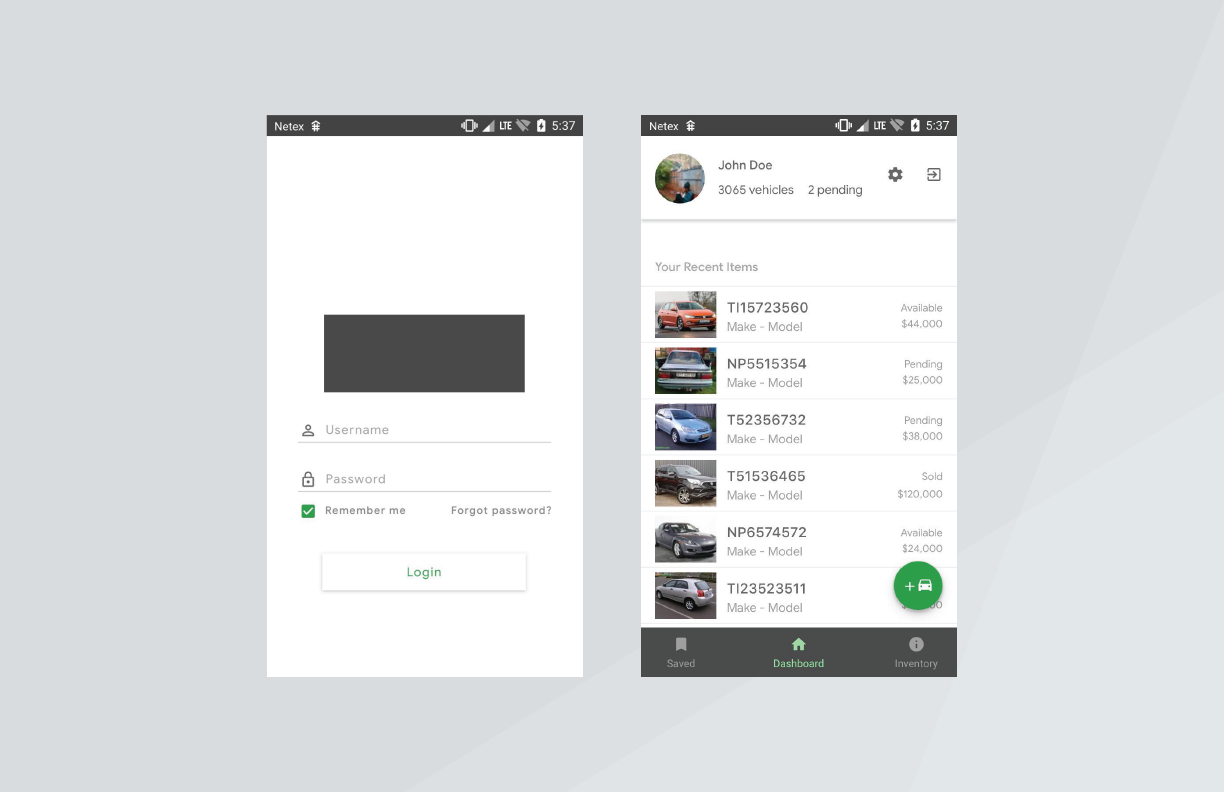 Netex LTE 5:37
Username
Password
Remember me Forgot password?
Login
Netex LTE 5:37
John Doe
3065 vehicles 2 pending
Your Recent Items
TI15723560 Available
Make - Model $44,000
NP5515354 Pending
Make - Model $25,000
T52356732 Pending
Make - Model $38,000
T51536465 Sold
Make - Model $120,000
NP6574572 Available
Make - Model $24,000
TI23523511
Make - Model
Saved Dashboard Inventory